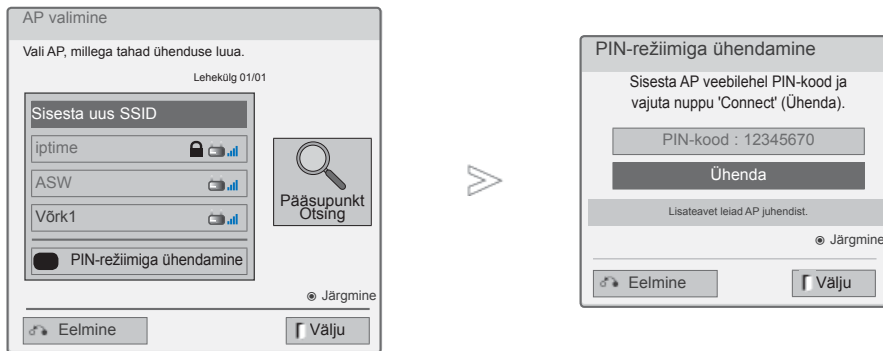 AP valimine
Vali AP, millega tahad ühenduse luua.
Lehekülg 01/01
Sisesta uus SSID
iptime
ASW
Võrk1
PIN-režiimiga ühendamine
Pääsupunkt
Otsing
Järgmine
Eelmine
Välju
PIN-režiimiga ühendamine
Sisesta AP veebilehel PIN-kood ja
vajuta nuppu 'Connect' (Ühenda).
PIN-kood : 12345670
Ühenda
Lisateavet leiad AP juhendist.
Järgmine
Eelmine
Välju